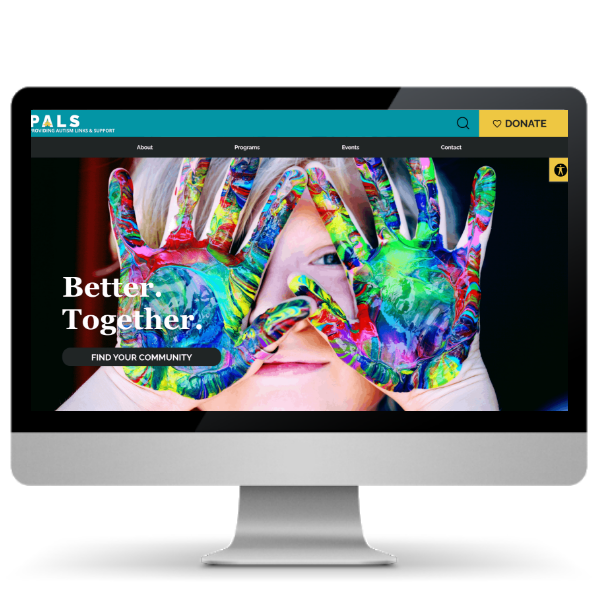 PALS
PROVIDING AUTISM LINKS & SUPPORT
DONATE
About Programs Events Contact
Better.
Together.
FIND YOUR COMMUNITY